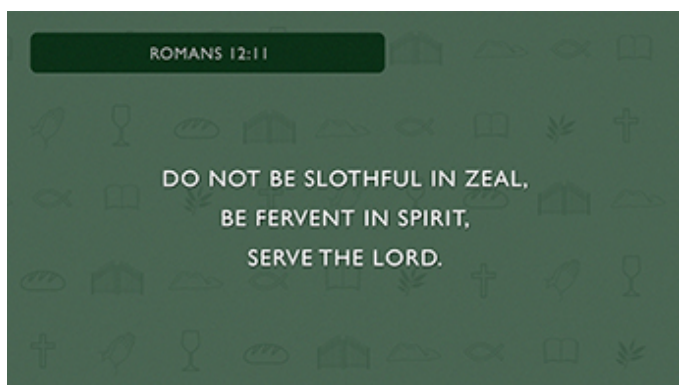 ROMANS 12:11
DO NOT BE SLOTHFUL IN ZEAL,
BE FERVENT IN SPIRIT,
SERVE THE LORD.